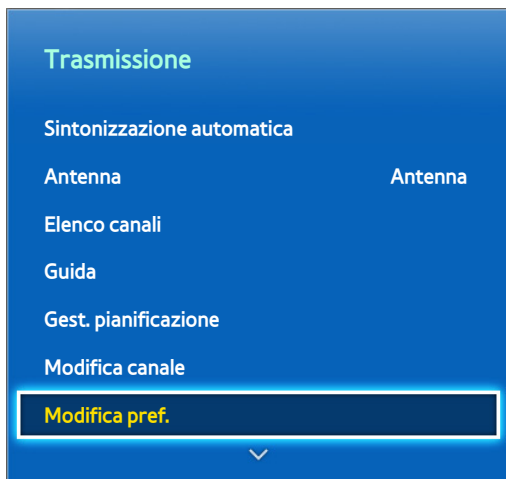 Trasmissione
Sintonizzazione automatica
Antenna Antenna
Elenco canali
Guida
Gest. pianificazione
Modifica canale
Modifica pref.